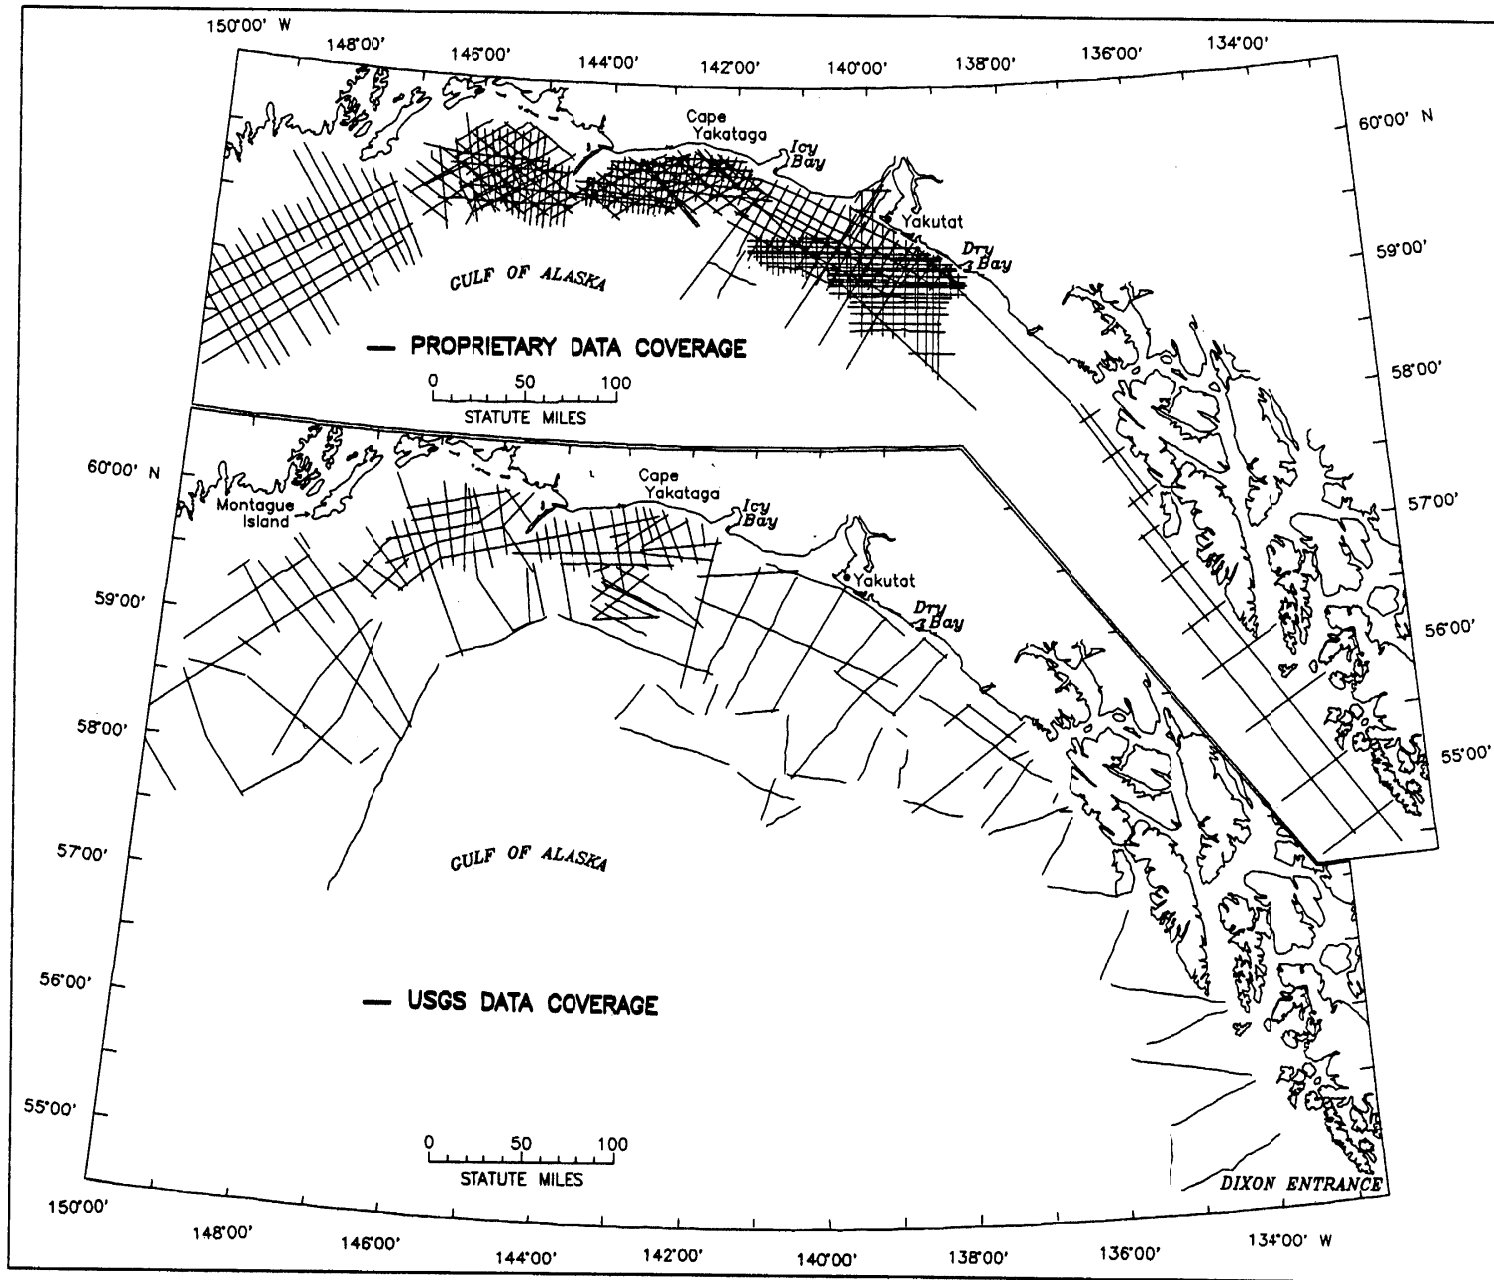 150°00' W
148°00'
146°00'
144°00'
142°00'
140°00'
138°00'
136°00'
134°00'
60°00' N
Cape
Yakataga
Icy
Bay
Yakutat
Dry
Bay
59°00'
GULF OF ALASKA
PROPRIETARY DATA COVERAGE
0 50 100
STATUTE MILES
58°00'
57°00'
56°00'
55°00'
60°00' N
Montague
Island
Cape
Yakataga
Icy
Bay
Yakutat
Dry
Bay
59°00'
58°00'
57°00'
GULF OF ALASKA
56°00'
USGS DATA COVERAGE
55°00'
0 50 100
STATUTE MILES
DIXON ENTRANCE
150°00'
148°00'
146°00'
144°00'
142°00'
140°00'
138°00'
136°00'
134°00' W